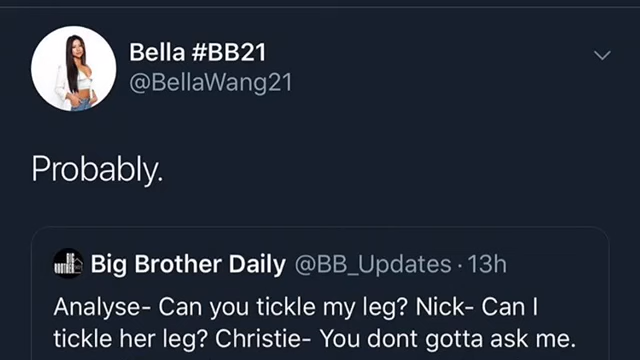 Bella #BB21
@BellaWang21
Probably.
Big Brother Daily @BB_Updates · 13h
Analyse- Can you tickle my leg? Nick- Can I
tickle her leg? Christie- You dont gotta ask me.